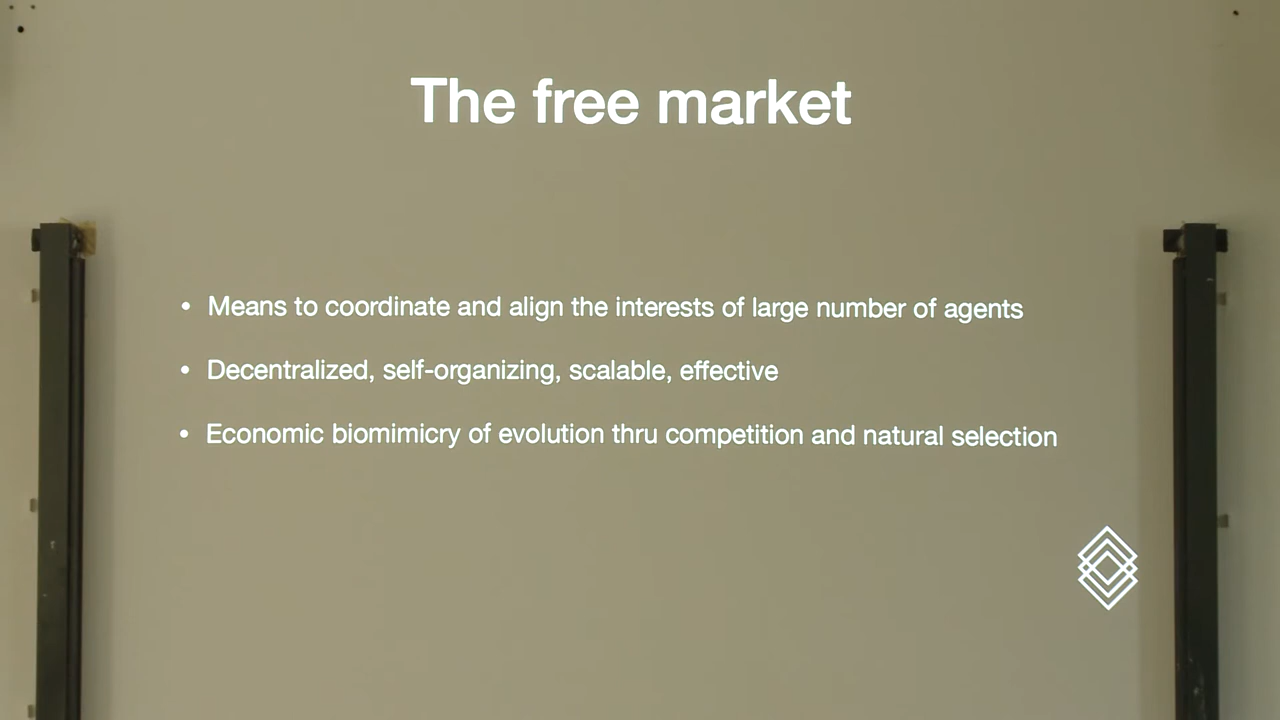 The free market
• Means to coordinate and align the interests of large number of agents
• Decentralized, self-organizing, scalable, effective
• Economic biomimicry of evolution thru competition and natural selection